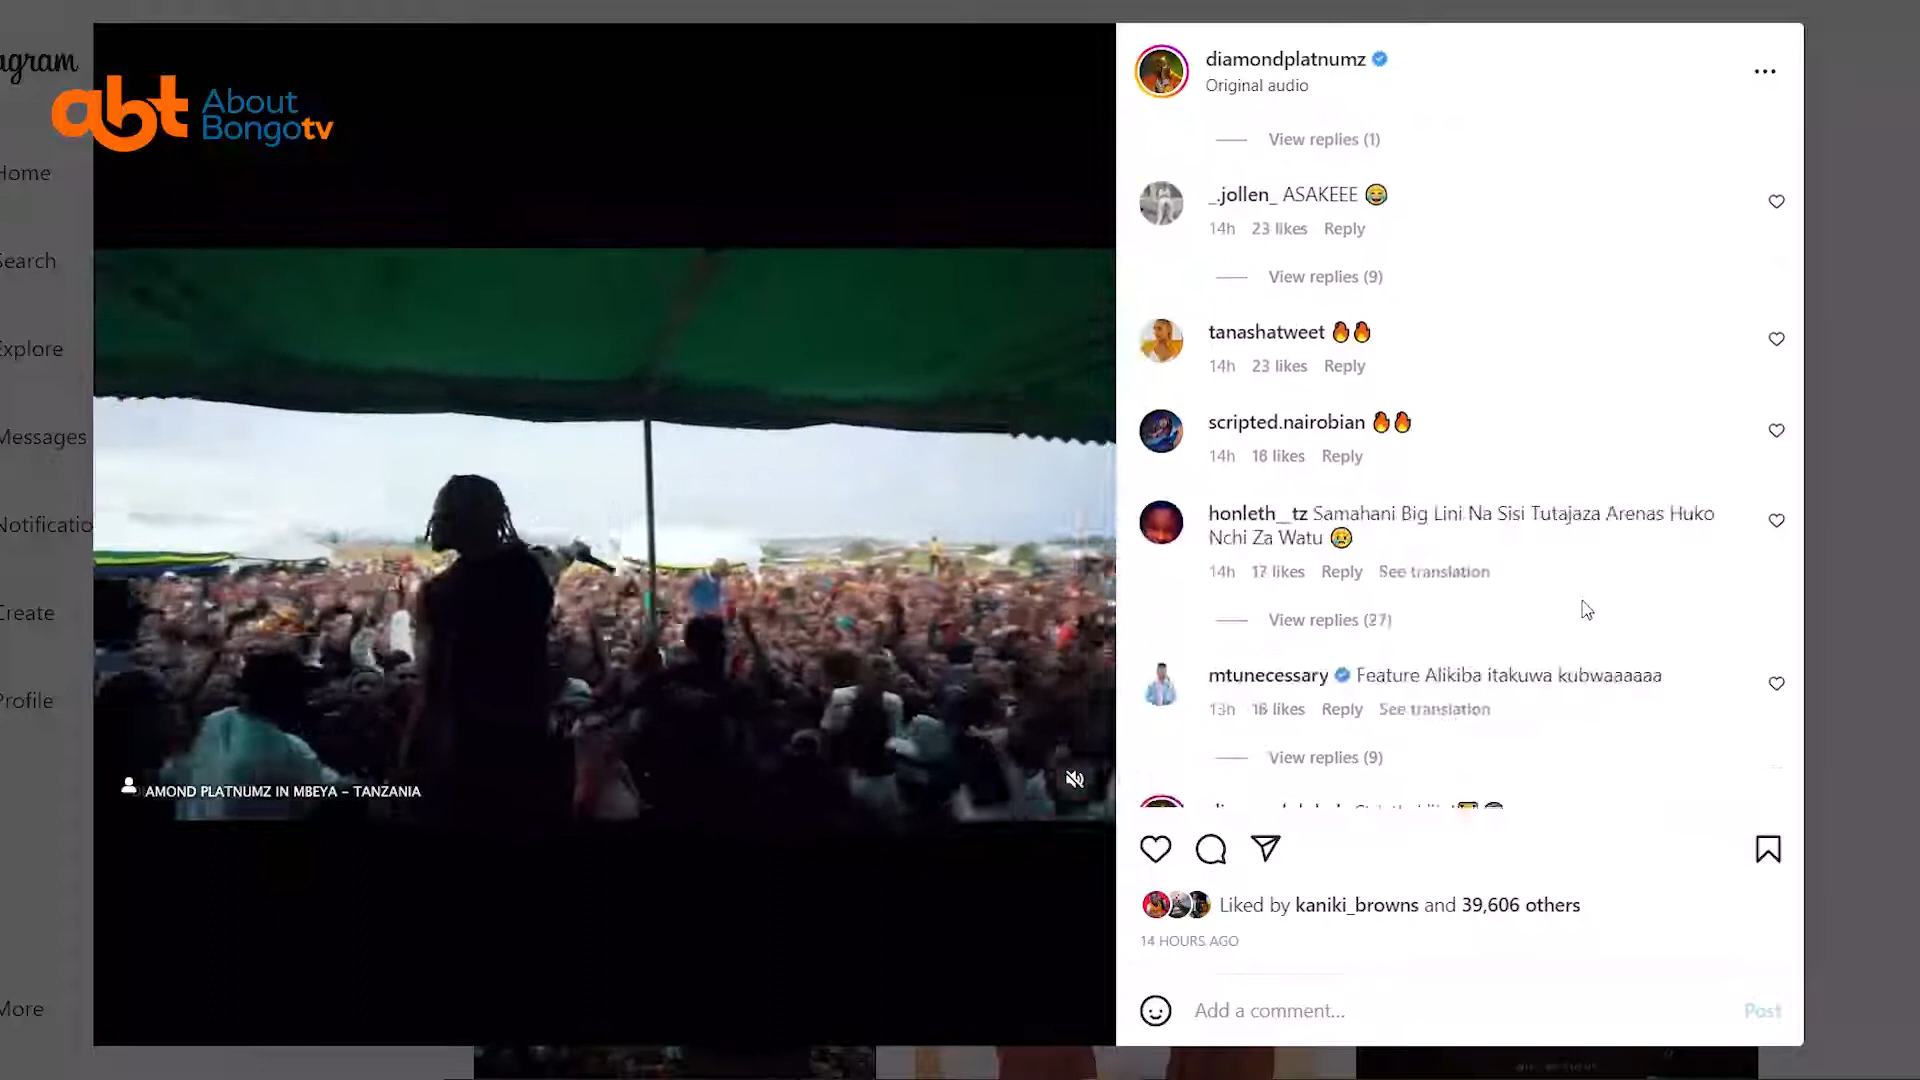 agram
abt About
Bongotv
Home
Search
Explore
Messages
Notificatio
Create
Profile
More
AMOND PLATNUMZ IN MBEYA – TANZANIA
diamondplatnumz
Original audio
View replies (1)
_.jollen_ ASAKEEE 😂
14h 23 likes Reply
View replies (9)
tanashatweet 🔥🔥
14h 23 likes Reply
scripted.nairobian 🔥🔥
14h 18 likes Reply
honleth__tz Samahani Big Lini Na Sisi Tutajaza Arenas Huko
Nchi Za Watu 😢
14h 17 likes Reply See translation
View replies (27)
mtunecessary Feature Alikiba itakuwa kubwaaaaaa
13h 18 likes Reply See translation
View replies (9)
Liked by kaniki_browns and 39,606 others
14 HOURS AGO
Add a comment...
Post